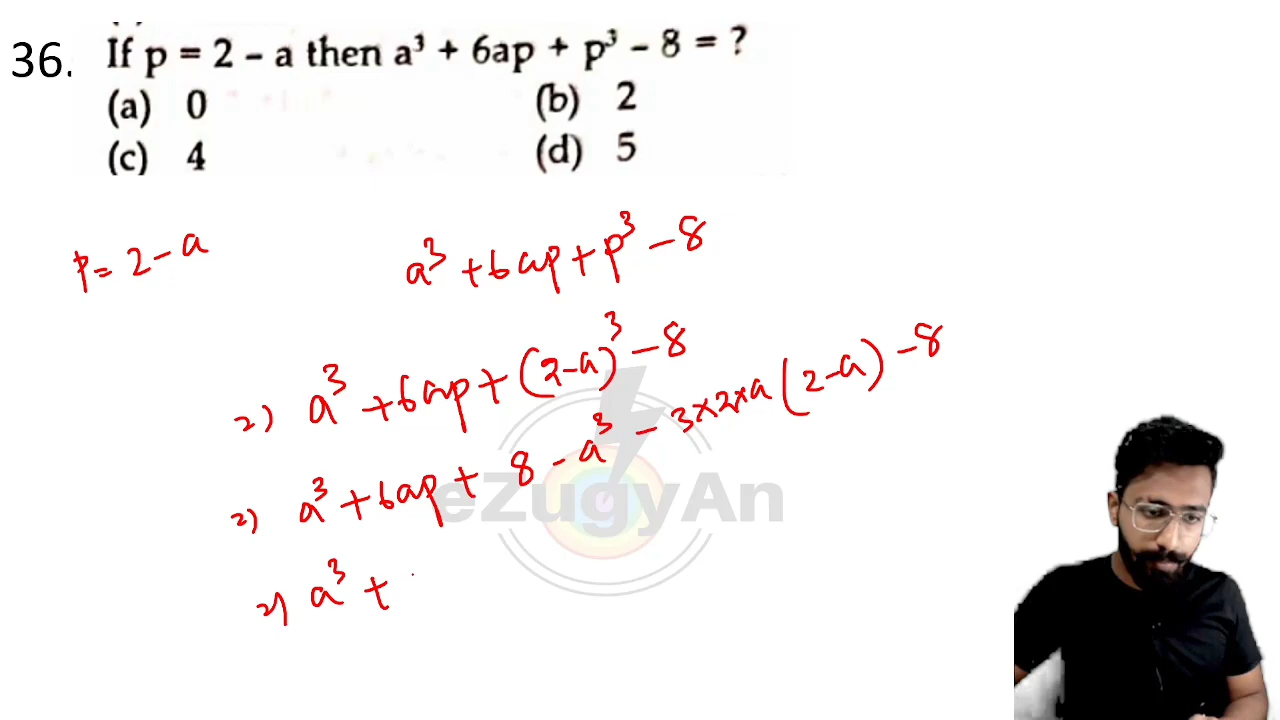 36. If p = 2 – a then a³ + 6ap + p³ – 8 = ?
(a) 0 (b) 2
(c) 4 (d) 5
p = 2 - a a³ + 6ap + p³ - 8
⇒) a³ + 6ap + (2-a)³ - 8
⇒) a³ + 6ap + 8 - a³ - 3×2×a (2-a) - 8
⇒) a³ +
eZugyAn